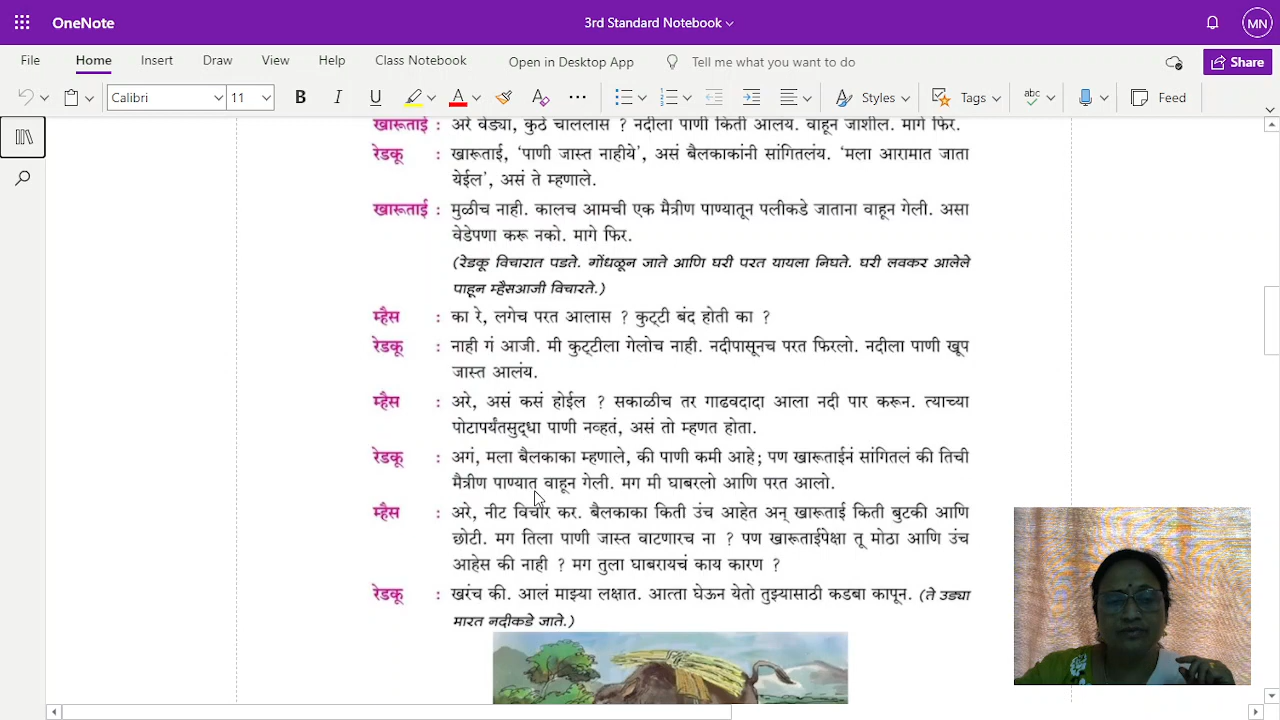 OneNote
3rd Standard Notebook
MN
File Home Insert Draw View Help Class Notebook Open in Desktop App Tell me what you want to do Share
Calibri 11 B I U A Styles Tags abc Feed
खारूताई : अरे वेड्या, कुठे चाललास ? नदीला पाणी किती आलय. वाहून जाशील. मागे फिर.
रेडकू : खारूताई, ‘पाणी जास्त नाहीये’, असं बैलकाकांनी सांगितलंय. ‘मला आरामात जाता
येईल’, असं ते म्हणाले.
खारूताई : मुळीच नाही. कालच आमची एक मैत्रीण पाण्यातून पलीकडे जाताना वाहून गेली. असा
वेडेपणा करू नको. मागे फिर.
(रेडकू विचारात पडते. गोंधळून जाते आणि घरी परत यायला निघते. घरी लवकर आलेले
पाहून म्हैसआजी विचारते.)
म्हैस : का रे, लगेच परत आलास ? कुट्टी बंद होती का ?
रेडकू : नाही गं आजी. मी कुट्टीला गेलोच नाही. नदीपासूनच परत फिरलो. नदीला पाणी खूप
जास्त आलंय.
म्हैस : अरे, असं कसं होईल ? सकाळीच तर गाढवदादा आला नदी पार करून. त्याच्या
पोटापर्यंतसुद्धा पाणी नव्हतं, असं तो म्हणत होता.
रेडकू : अगं, मला बैलकाका म्हणाले, की पाणी कमी आहे; पण खारूताईनं सांगितलं की तिची
मैत्रीण पाण्यात वाहून गेली. मग मी घाबरलो आणि परत आलो.
म्हैस : अरे, नीट विचार कर. बैलकाका किती उंच आहेत अन् खारूताई किती बुटकी आणि
छोटी. मग तिला पाणी जास्त वाटणारच ना ? पण खारूताईपेक्षा तू मोठा आणि उंच
आहेस की नाही ? मग तुला घाबरायचं काय कारण ?
रेडकू : खरंच की. आलं माझ्या लक्षात. आत्ता घेऊन येतो तुझ्यासाठी कडबा कापून. (ते उड्या
मारत नदीकडे जाते.)